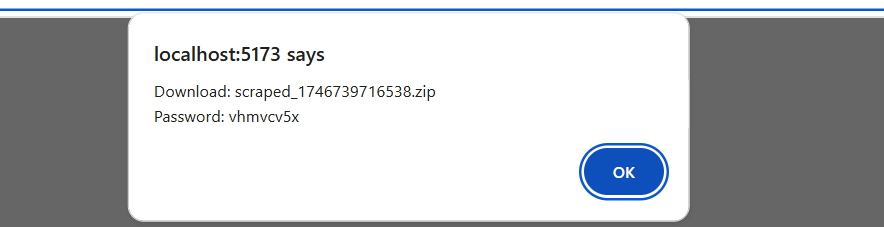 localhost:5173 says
Download: scraped_1746739716538.zip
Password: vhmvcv5x
OK